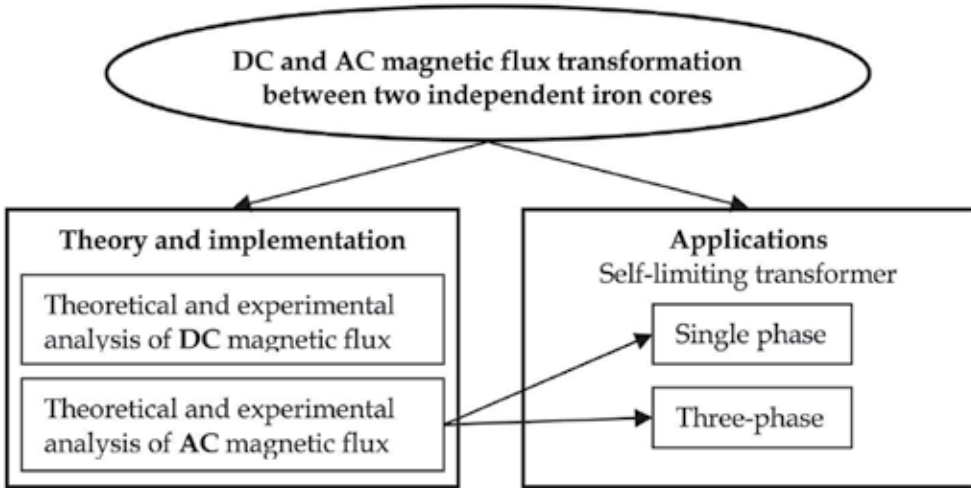 DC and AC magnetic flux transformation
between two independent iron cores
Theory and implementation
Theoretical and experimental
analysis of DC magnetic flux
Theoretical and experimental
analysis of AC magnetic flux
Applications
Self-limiting transformer
Single phase
Three-phase